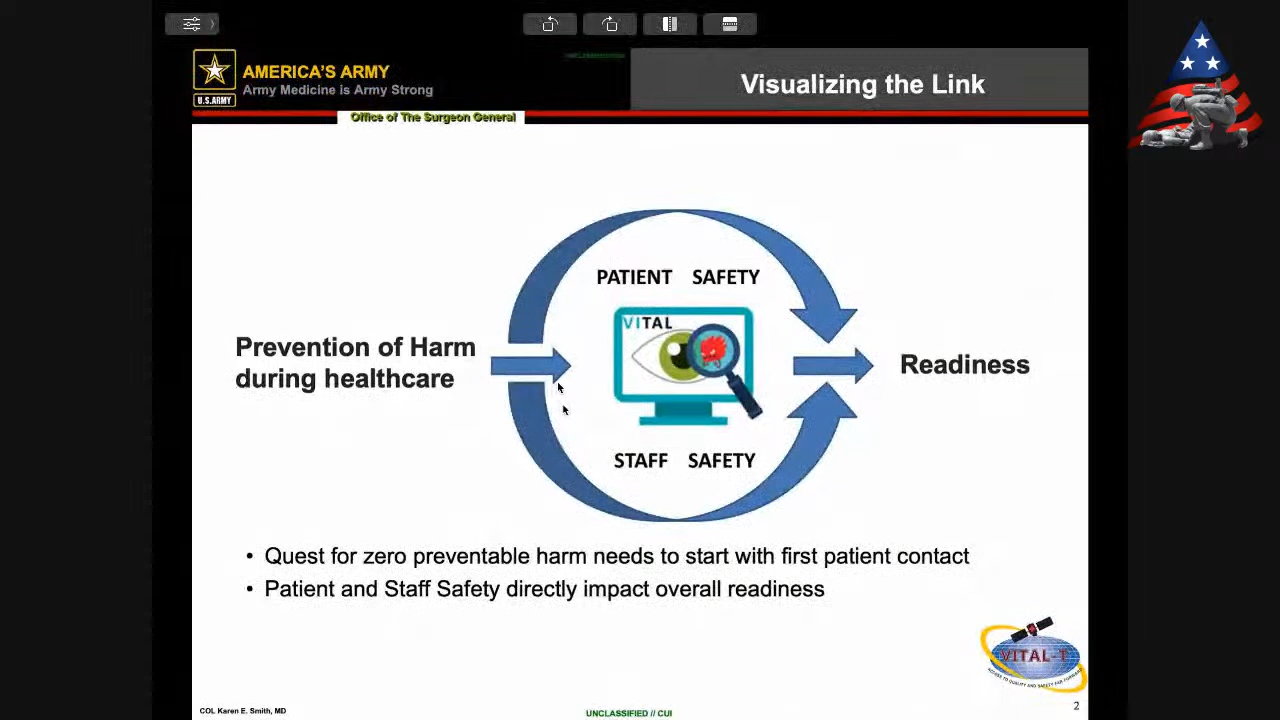 AMERICA'S ARMY
Army Medicine is Army Strong
U.S.ARMY
Office of The Surgeon General
Visualizing the Link
PATIENT SAFETY
VITAL
Prevention of Harm
during healthcare
Readiness
STAFF SAFETY
• Quest for zero preventable harm needs to start with first patient contact
• Patient and Staff Safety directly impact overall readiness
VITAL-T
COL Karen E. Smith, MD
UNCLASSIFIED // CUI
2